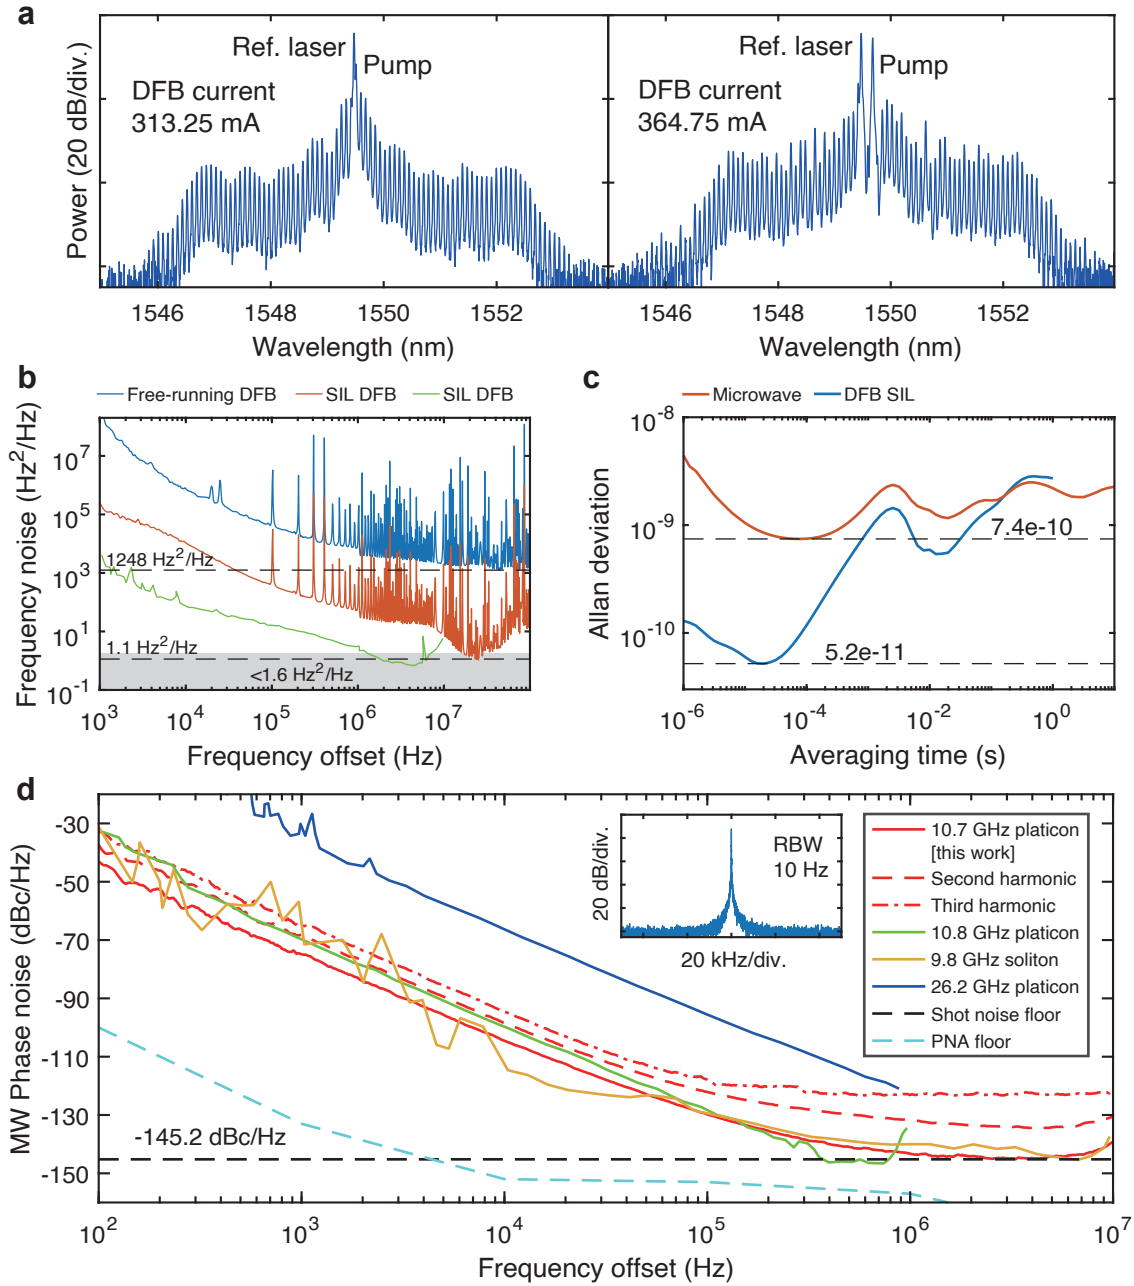 a
Power (20 dB/div.)
Ref. laser
Pump
DFB current
313.25 mA
1546 1548 1550 1552
Wavelength (nm)
Ref. laser
Pump
DFB current
364.75 mA
1546 1548 1550 1552
Wavelength (nm)
b
Free-running DFB SIL DFB SIL DFB
Frequency noise (Hz²/Hz)
10⁷
10⁵
10³
10¹
10⁻¹
1248 Hz²/Hz
1.1 Hz²/Hz
<1.6 Hz²/Hz
10³ 10⁴ 10⁵ 10⁶ 10⁷
Frequency offset (Hz)
c
Microwave DFB SIL
Allan deviation
10⁻⁸
10⁻⁹
10⁻¹⁰
7.4e-10
5.2e-11
10⁻⁶ 10⁻⁴ 10⁻² 10⁰
Averaging time (s)
d
MW Phase noise (dBc/Hz)
-30
-50
-70
-90
-110
-130
-150
-145.2 dBc/Hz
20 dB/div.
RBW
10 Hz
20 kHz/div.
10.7 GHz platicon
[this work]
Second harmonic
Third harmonic
10.8 GHz platicon
9.8 GHz soliton
26.2 GHz platicon
Shot noise floor
PNA floor
10² 10³ 10⁴ 10⁵ 10⁶ 10⁷
Frequency offset (Hz)